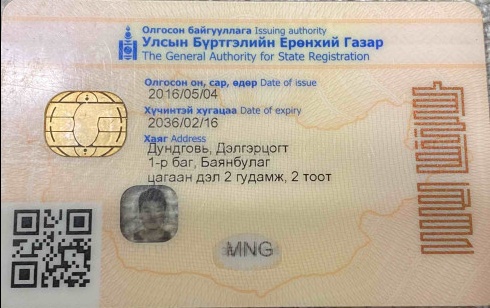 Олгосон байгууллага Issuing authority
Улсын Бүртгэлийн Ерөнхий Газар
The General Authority for State Registration
Олгосон он, сар, өдөр Date of issue
2016/05/04
Хүчинтэй хугацаа Date of expiry
2036/02/16
Хаяг Address
Дундговь, Дэлгэрцогт
1-р баг, Баянбулаг
цагаан дэл 2 гудамж, 2 тоот
MNG